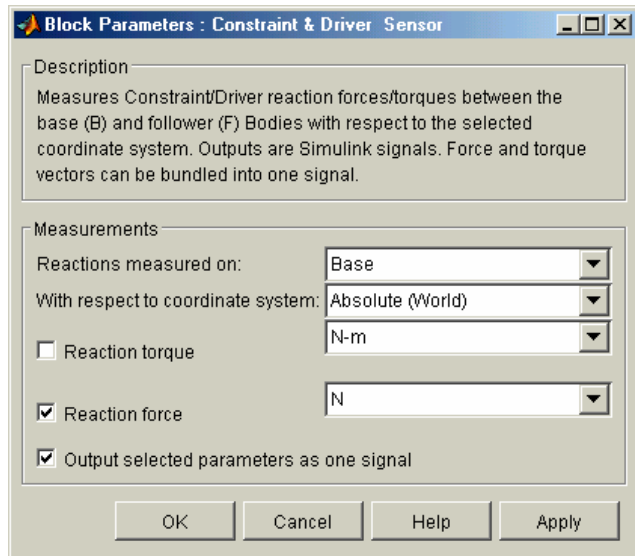 Block Parameters : Constraint & Driver Sensor
Description
Measures Constraint/Driver reaction forces/torques between the
base (B) and follower (F) Bodies with respect to the selected
coordinate system. Outputs are Simulink signals. Force and torque
vectors can be bundled into one signal.
Measurements
Reactions measured on: Base
With respect to coordinate system: Absolute (World)
Reaction torque N-m
Reaction force N
Output selected parameters as one signal
OK Cancel Help Apply